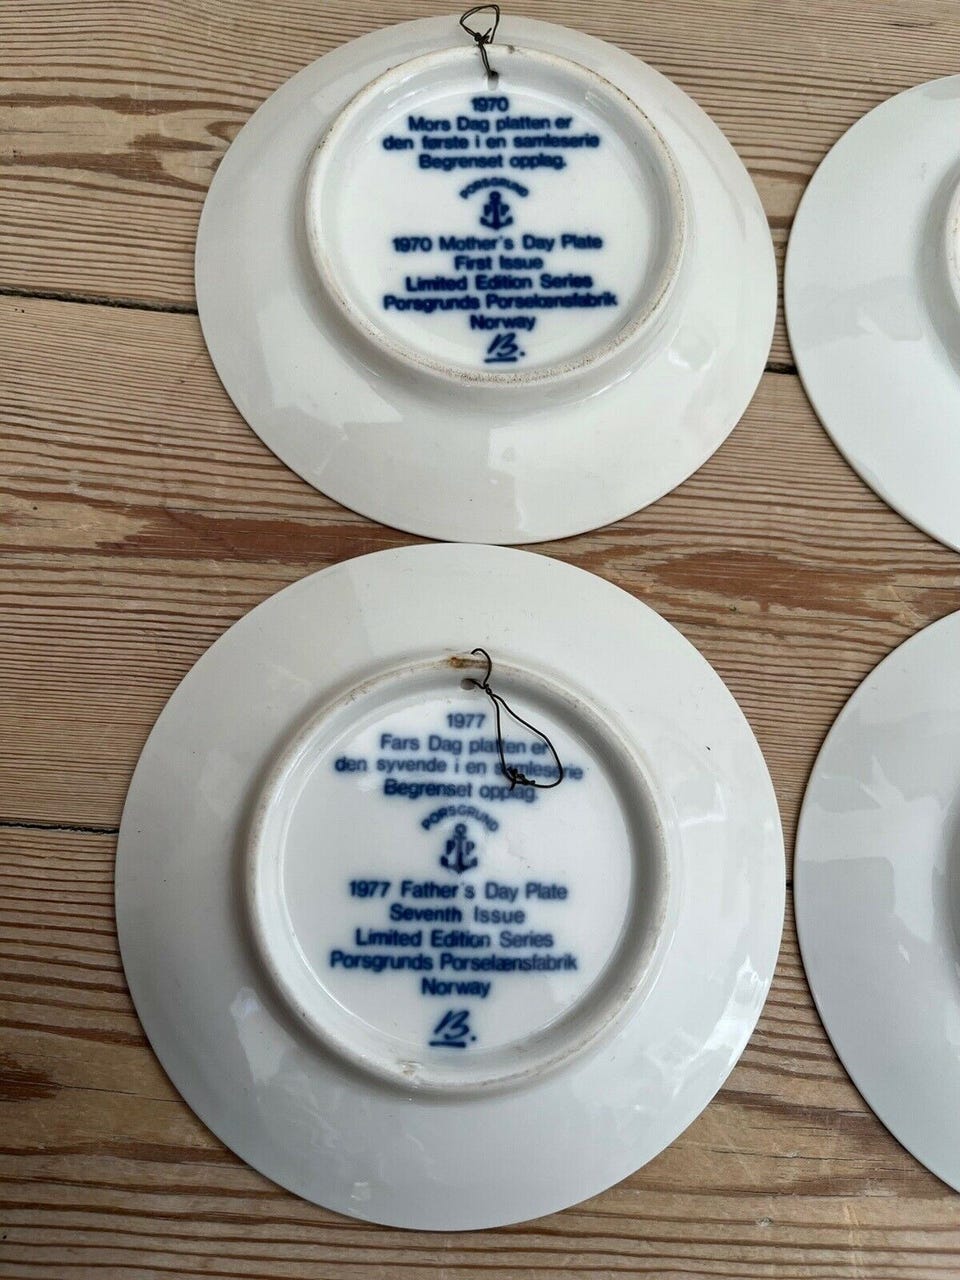 1970
Mors Dag platten er
den første i en samleserie
Begrenset opplag.
PORSGRUND
P P
1970 Mother's Day Plate
First Issue
Limited Edition Series
Porsgrunds Porselænsfabrik
Norway
B.
1977
Fars Dag platten er
den syvende i en samleserie
Begrenset opplag.
PORSGRUND
P P
1977 Father's Day Plate
Seventh Issue
Limited Edition Series
Porsgrunds Porselænsfabrik
Norway
B.